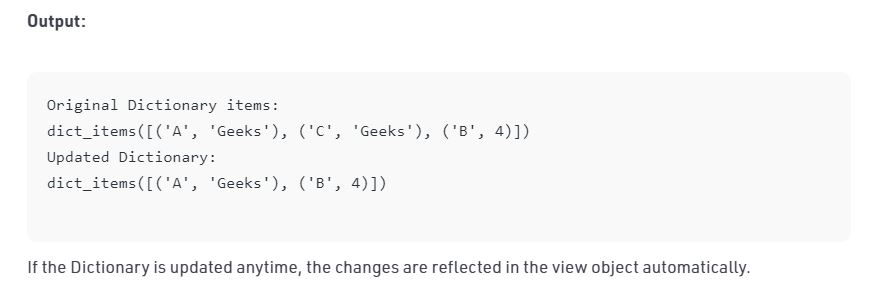 Output:
Original Dictionary items:
dict_items([('A', 'Geeks'), ('C', 'Geeks'), ('B', 4)])
Updated Dictionary:
dict_items([('A', 'Geeks'), ('B', 4)])
If the Dictionary is updated anytime, the changes are reflected in the view object automatically.